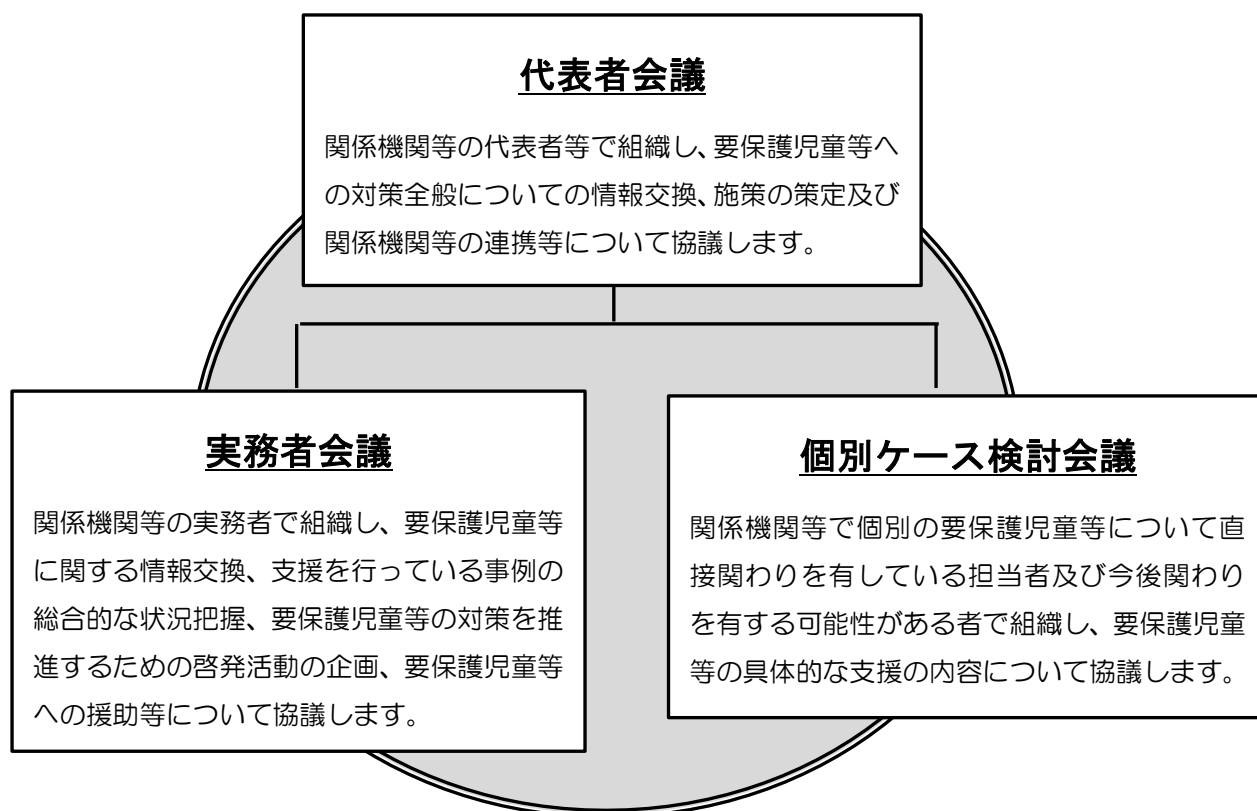 代表者会議
関係機関等の代表者等で組織し、要保護児童等へ
の対策全般についての情報交換、施策の策定及び
関係機関等の連携等について協議します。
実務者会議
関係機関等の実務者で組織し、要保護児童等
に関する情報交換、支援を行っている事例の
総合的な状況把握、要保護児童等の対策を推
進するための啓発活動の企画、要保護児童等
への援助等について協議します。
個別ケース検討会議
関係機関等で個別の要保護児童等について直
接関わりを有している担当者及び今後関わり
を有する可能性がある者で組織し、要保護児童
等の具体的な支援の内容について協議します。